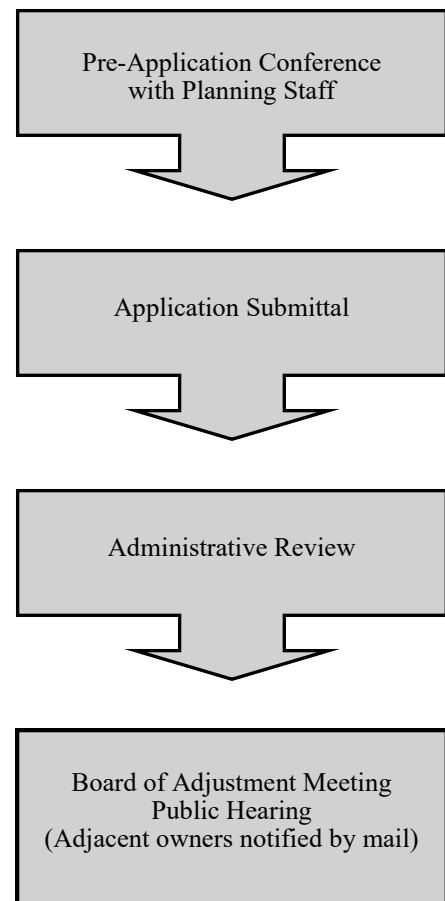 Pre-Application Conference
with Planning Staff
Application Submittal
Administrative Review
Board of Adjustment Meeting
Public Hearing
(Adjacent owners notified by mail)